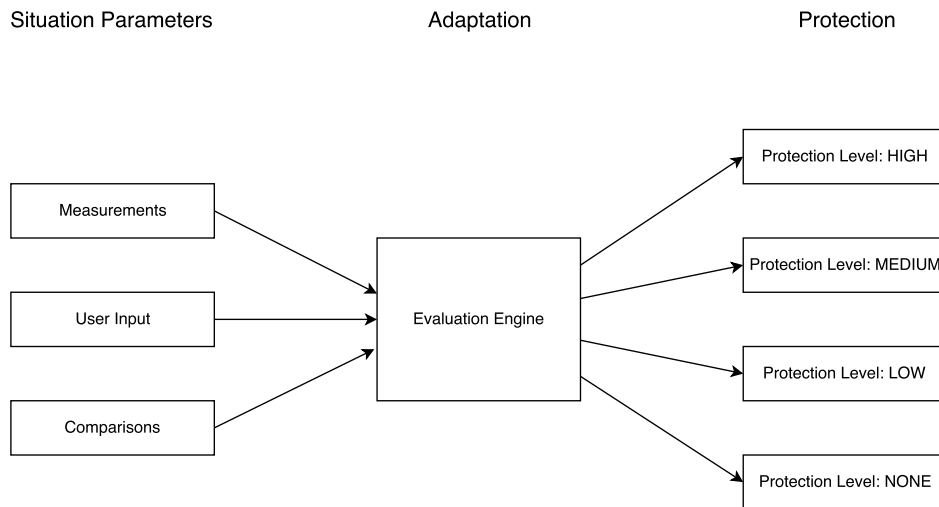 Situation Parameters
Adaptation
Protection
Measurements
User Input
Comparisons
Evaluation Engine
Protection Level: HIGH
Protection Level: MEDIUM
Protection Level: LOW
Protection Level: NONE